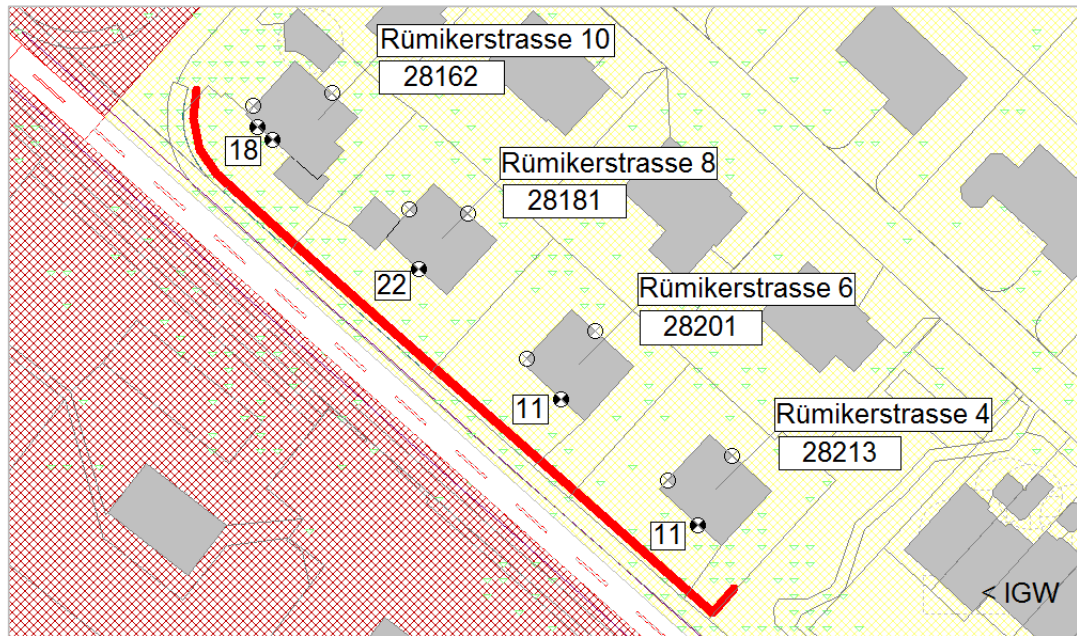 Rümikerstrasse 10
28162
18
Rümikerstrasse 8
28181
22
Rümikerstrasse 6
28201
11
Rümikerstrasse 4
28213
11
< IGW